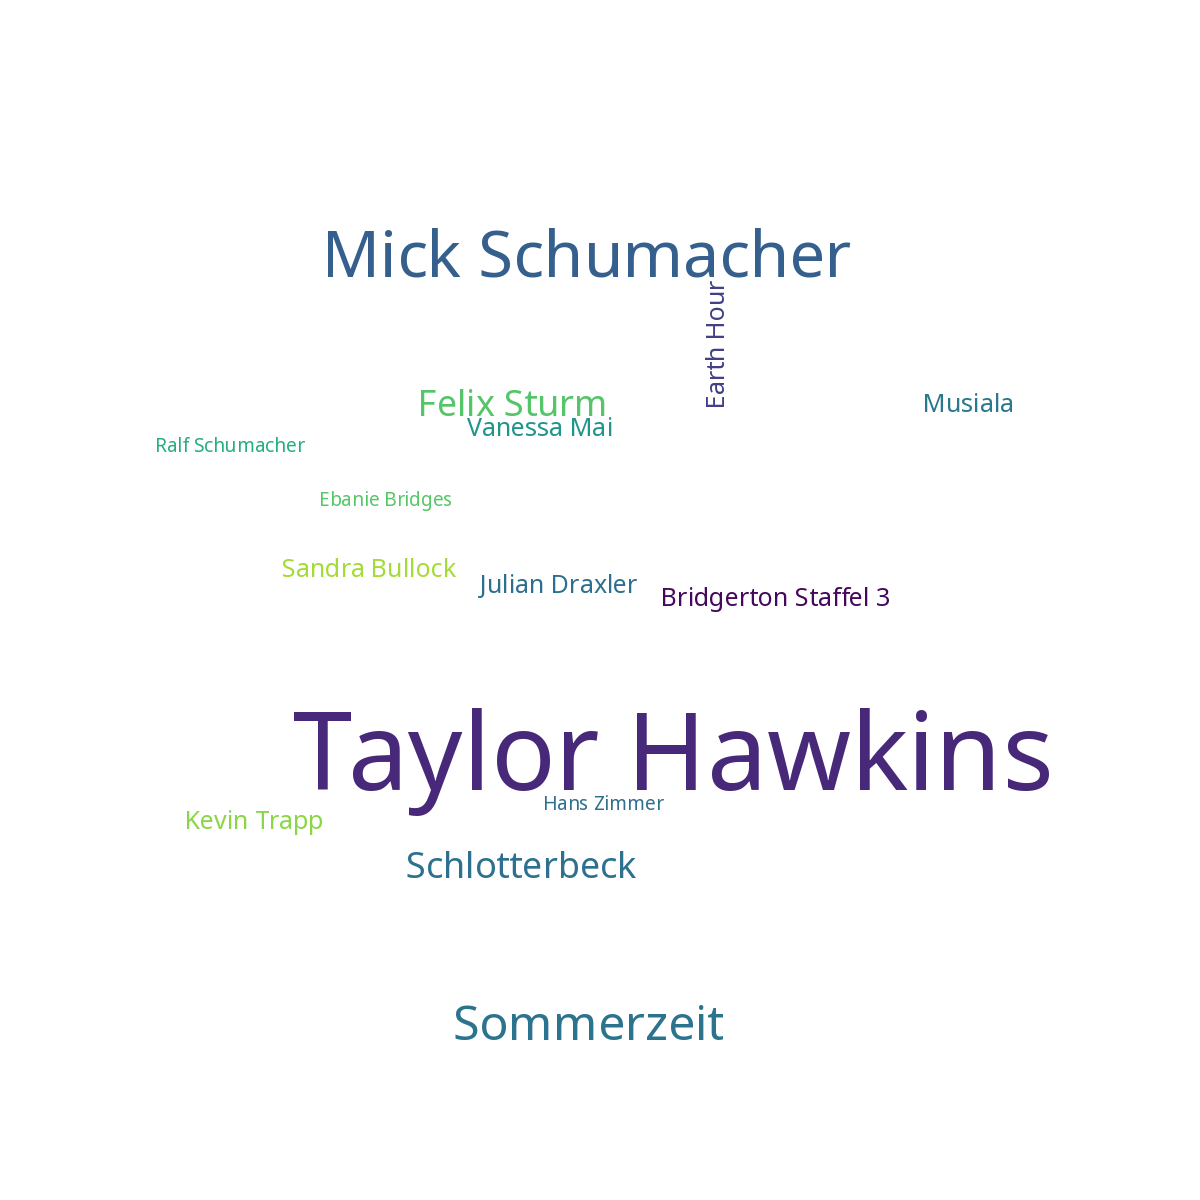 Mick Schumacher
Earth Hour
Felix Sturm
Musiala
Vanessa Mai
Ralf Schumacher
Ebanie Bridges
Sandra Bullock
Julian Draxler
Bridgerton Staffel 3
Taylor Hawkins
Hans Zimmer
Kevin Trapp
Schlotterbeck
Sommerzeit